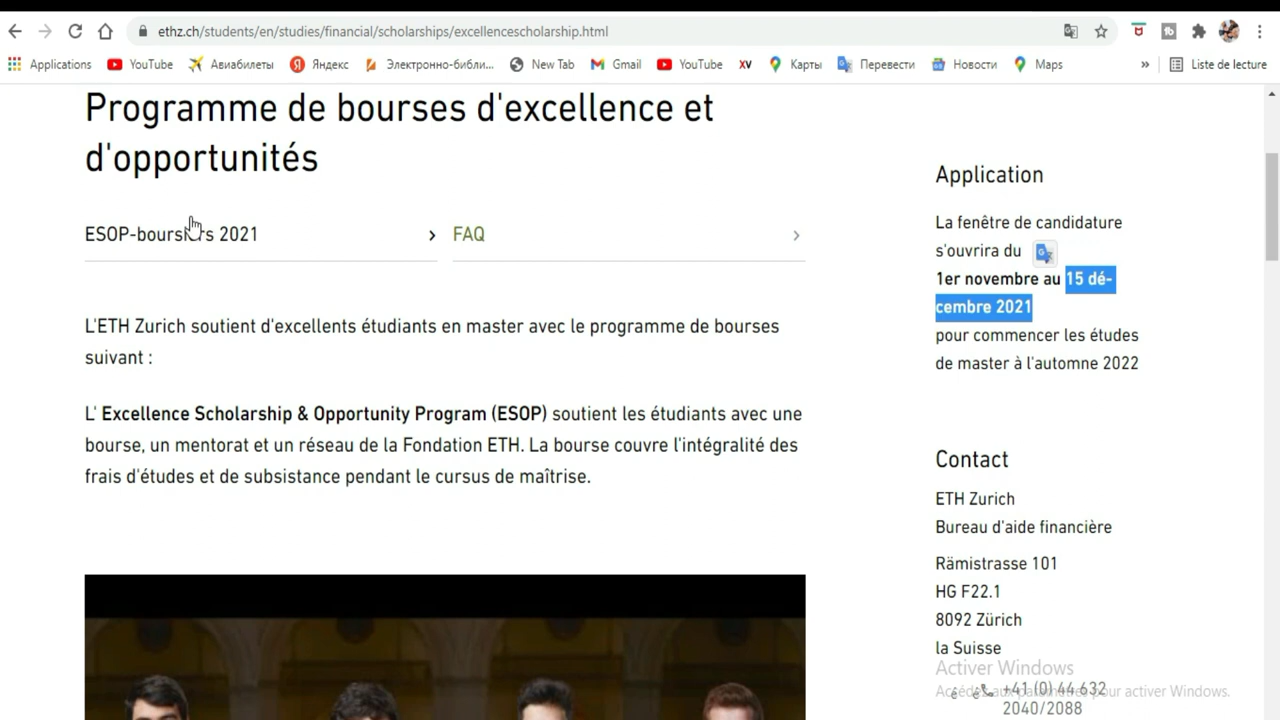 ethz.ch/students/en/studies/financial/scholarships/excellencescholarship.html
Applications
YouTube
Авиабилеты
Яндекс
Электронно-библи...
New Tab
Gmail
YouTube
XV
Карты
Перевести
Новости
Maps
»
Liste de lecture
Programme de bourses d'excellence et
d'opportunités
ESOP-boursiers 2021
FAQ
L'ETH Zurich soutient d'excellents étudiants en master avec le programme de bourses
suivant :
L' Excellence Scholarship & Opportunity Program (ESOP) soutient les étudiants avec une
bourse, un mentorat et un réseau de la Fondation ETH. La bourse couvre l'intégralité des
frais d'études et de subsistance pendant le cursus de maîtrise.
Application
La fenêtre de candidature
s'ouvrira du
1er novembre au 15 dé-
cembre 2021
pour commencer les études
de master à l'automne 2022
Contact
ETH Zurich
Bureau d'aide financière
Rämistrasse 101
HG F22.1
8092 Zürich
la Suisse
Activer Windows
+41 (0) 44 632
2040/2088
activer Windows.